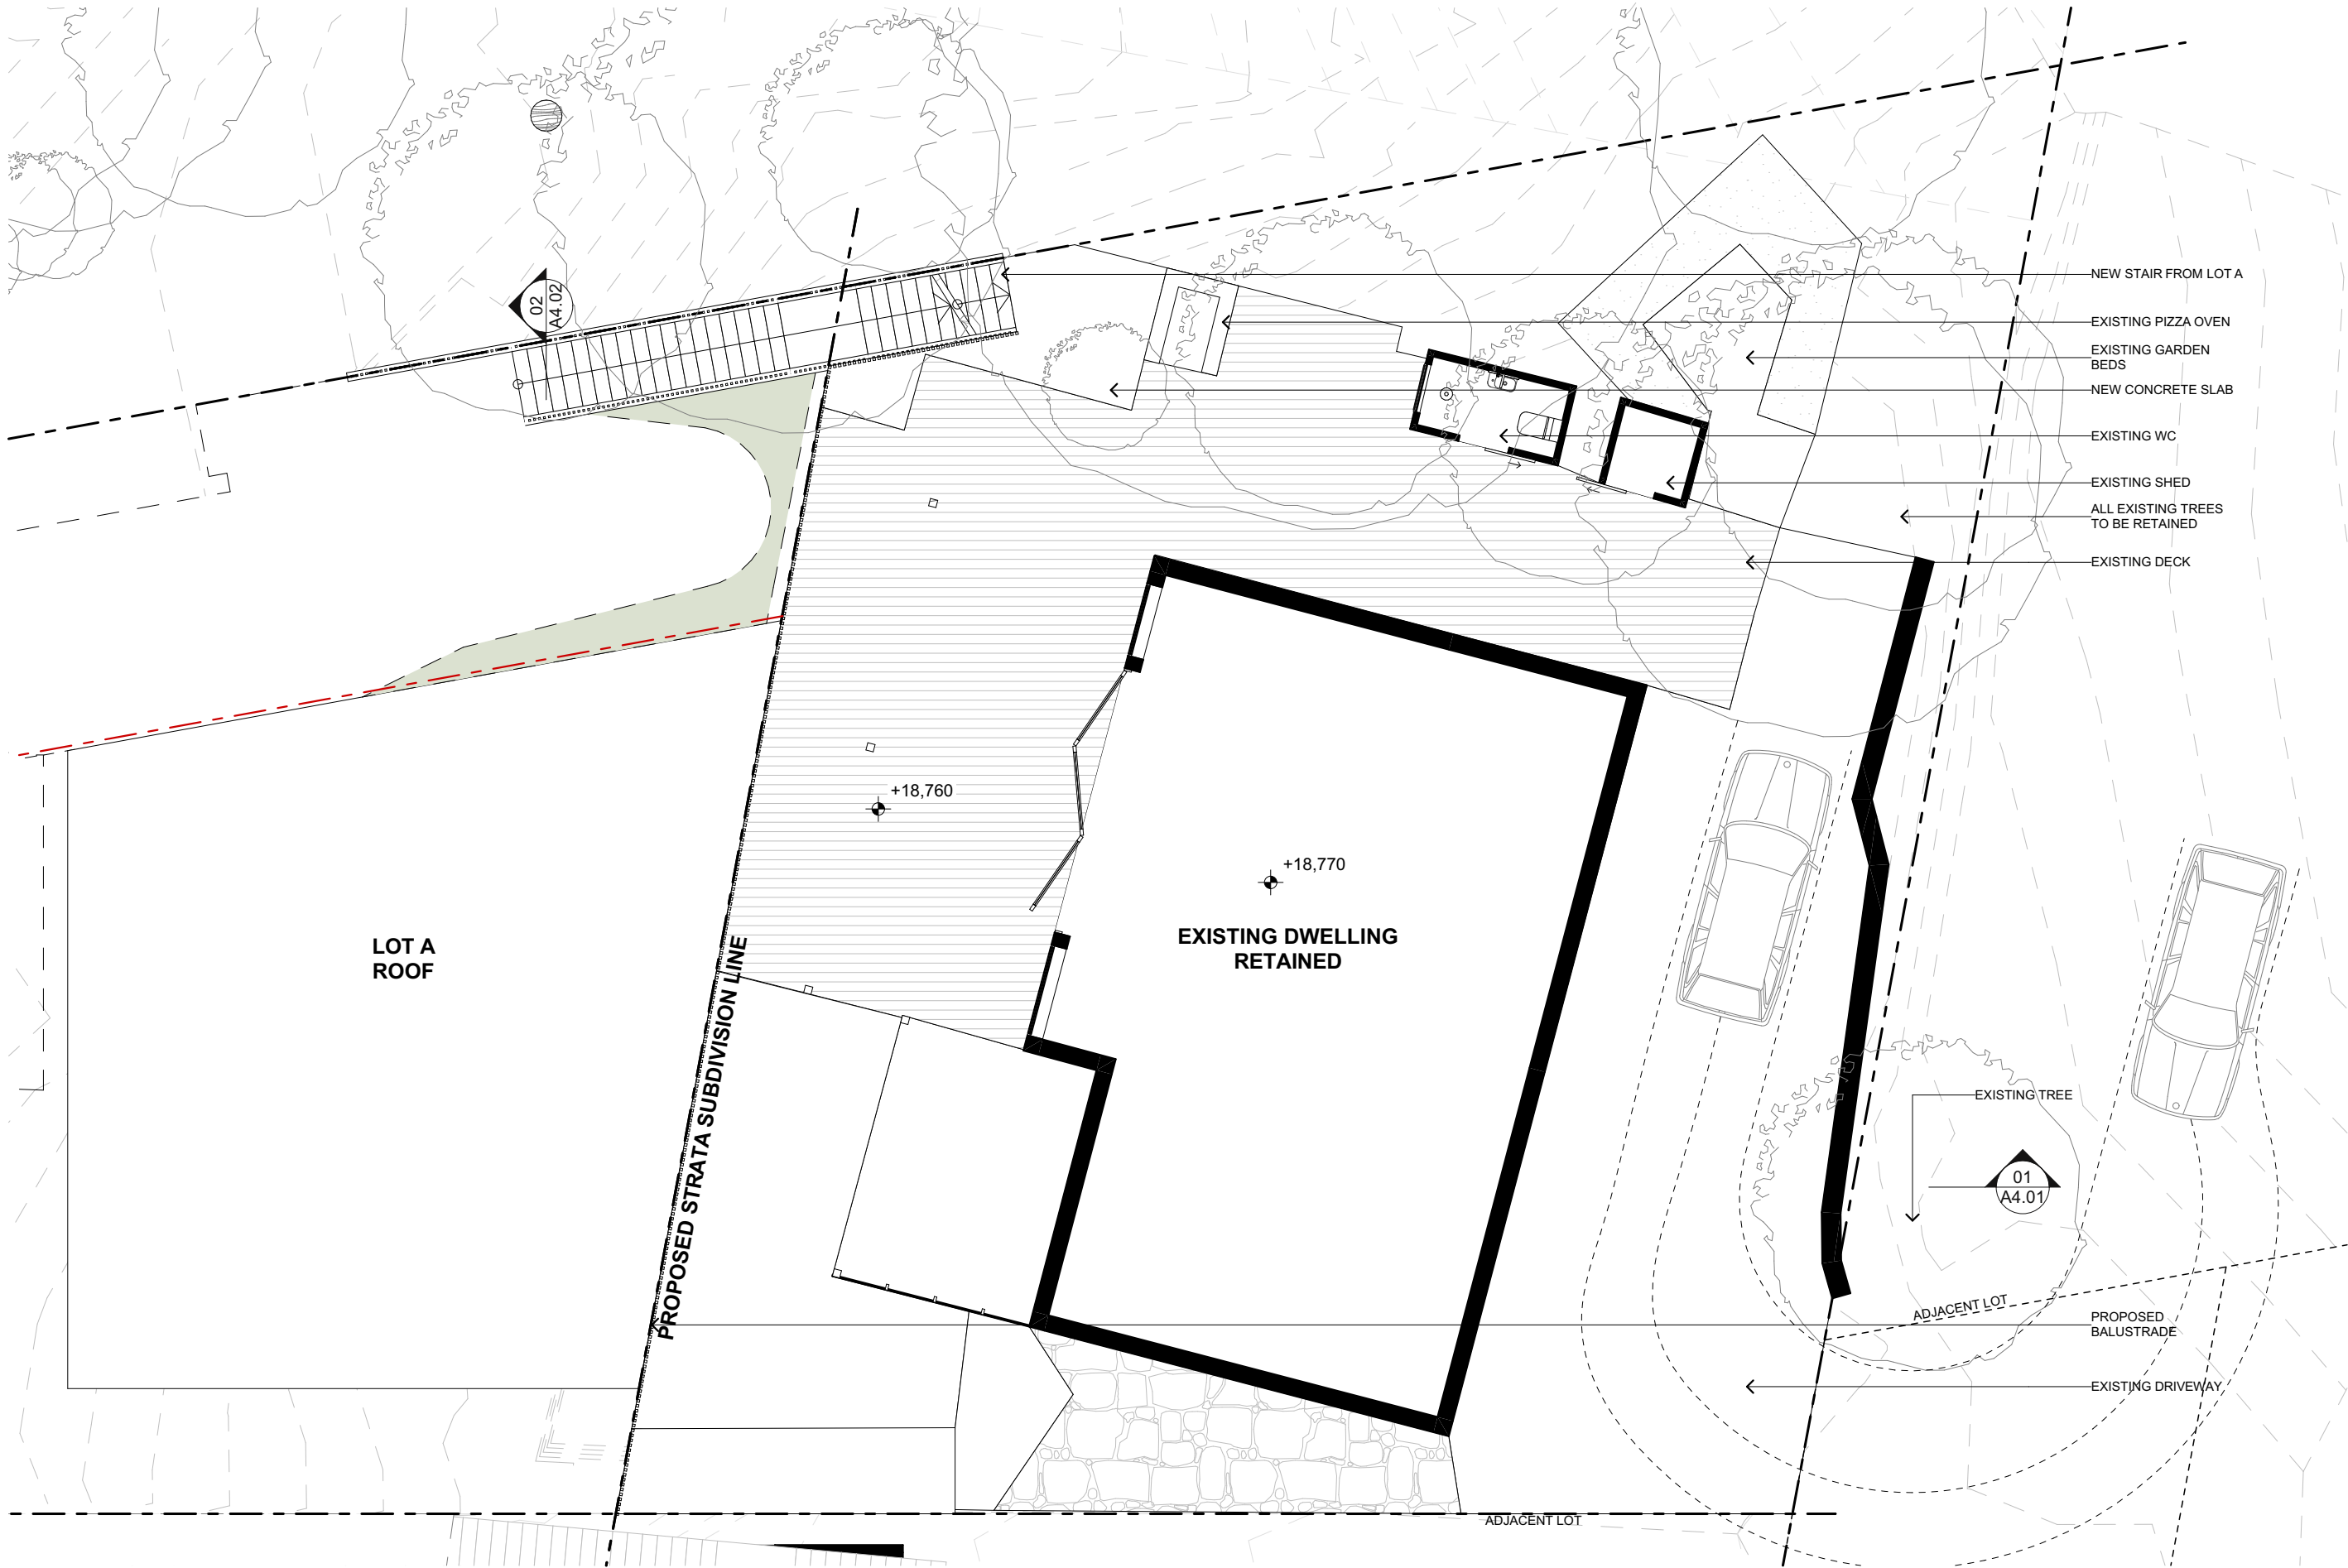 NEW STAIR FROM LOT A
02
A4.02
EXISTING PIZZA OVEN
EXISTING GARDEN
BEDS
NEW CONCRETE SLAB
EXISTING WC
EXISTING SHED
ALL EXISTING TREES
TO BE RETAINED
EXISTING DECK
+18,760
+18,770
LOT A
ROOF
EXISTING DWELLING
RETAINED
PROPOSED STRATA SUBDIVISION LINE
EXISTING TREE
01
A4.01
ADJACENT LOT
PROPOSED
BALUSTRADE
EXISTING DRIVEWAY
ADJACENT LOT